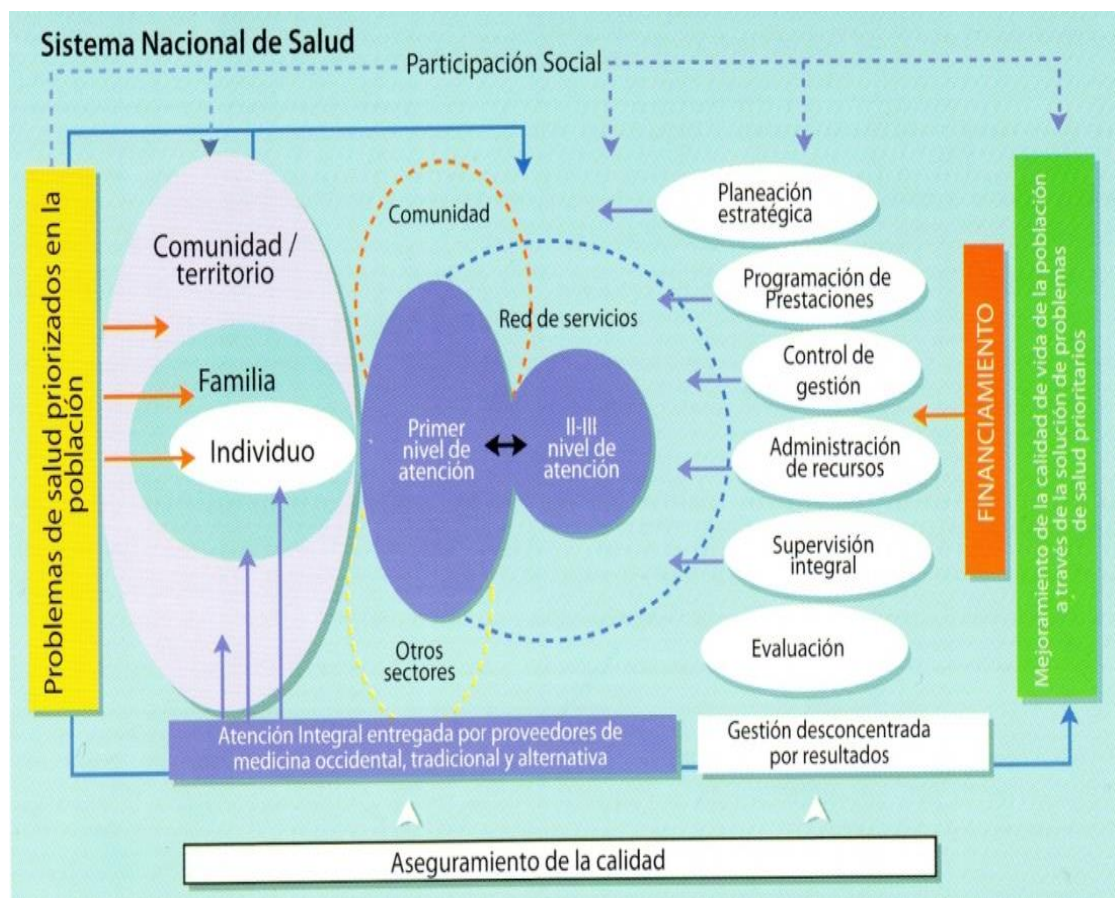 Sistema Nacional de Salud
Participación Social
Problemas de salud priorizados en la
población
Comunidad /
territorio
Familia
Individuo
Comunidad
Red de servicios
Primer
nivel de
atención
II-III
nivel de
atención
Otros
sectores
Planeación
estratégica
Programación de
Prestaciones
Control de
gestión
Administración
de recursos
Supervisión
integral
Evaluación
FINANCIAMIENTO
Mejoramiento de la calidad de vida de la población
a través de la solución de problemas
de salud prioritarios
Atención Integral entregada por proveedores de
medicina occidental, tradicional y alternativa
Gestión desconcentrada
por resultados
Aseguramiento de la calidad